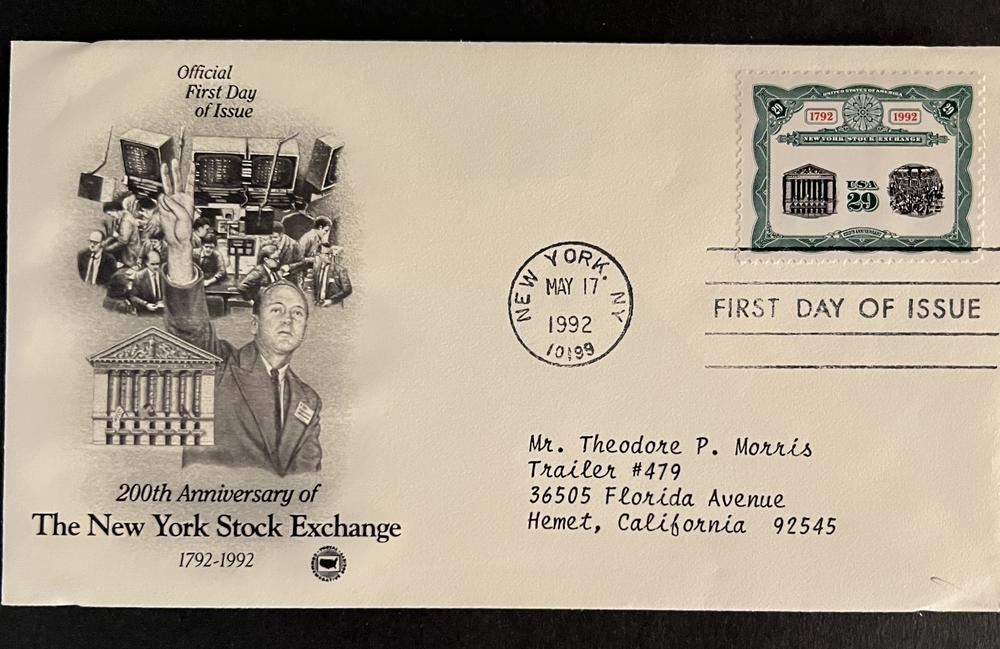 Official
First Day
of Issue
200th Anniversary of
The New York Stock Exchange
1792-1992
UNITED STATES OF AMERICA
29 29
1792 1992
NEW YORK STOCK EXCHANGE
USA
29
NEW YORK, NY
MAY 17
1992
10199
FIRST DAY OF ISSUE
Mr. Theodore P. Morris
Trailer #479
36505 Florida Avenue
Hemet, California 92545